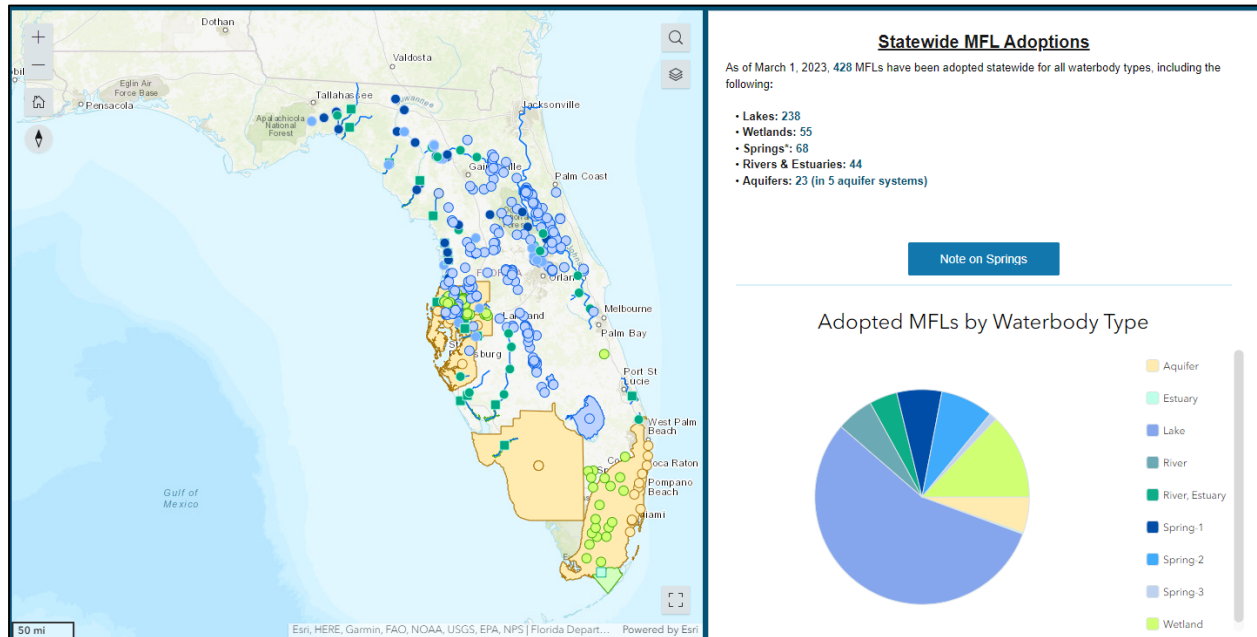 Dothan
Valdosta
Eglin Air
Force Base
Pensacola
Tallahassee
Apalachicola
National
Forest
Jacksonville
Palm Coast
Orlando
Melbourne
Palm Bay
Port St
Lucie
West Palm
Beach
Pompano
Beach
Gulf of
Mexico
50 mi
Esri, HERE, Garmin, FAO, NOAA, USGS, EPA, NPS | Florida Depart... Powered by Esri
Statewide MFL Adoptions
As of March 1, 2023, 428 MFLs have been adopted statewide for all waterbody types, including the
following:
• Lakes: 238
• Wetlands: 55
• Springs*: 68
• Rivers & Estuaries: 44
• Aquifers: 23 (in 5 aquifer systems)
Note on Springs
Adopted MFLs by Waterbody Type
Aquifer
Estuary
Lake
River
River, Estuary
Spring-1
Spring-2
Spring-3
Wetland